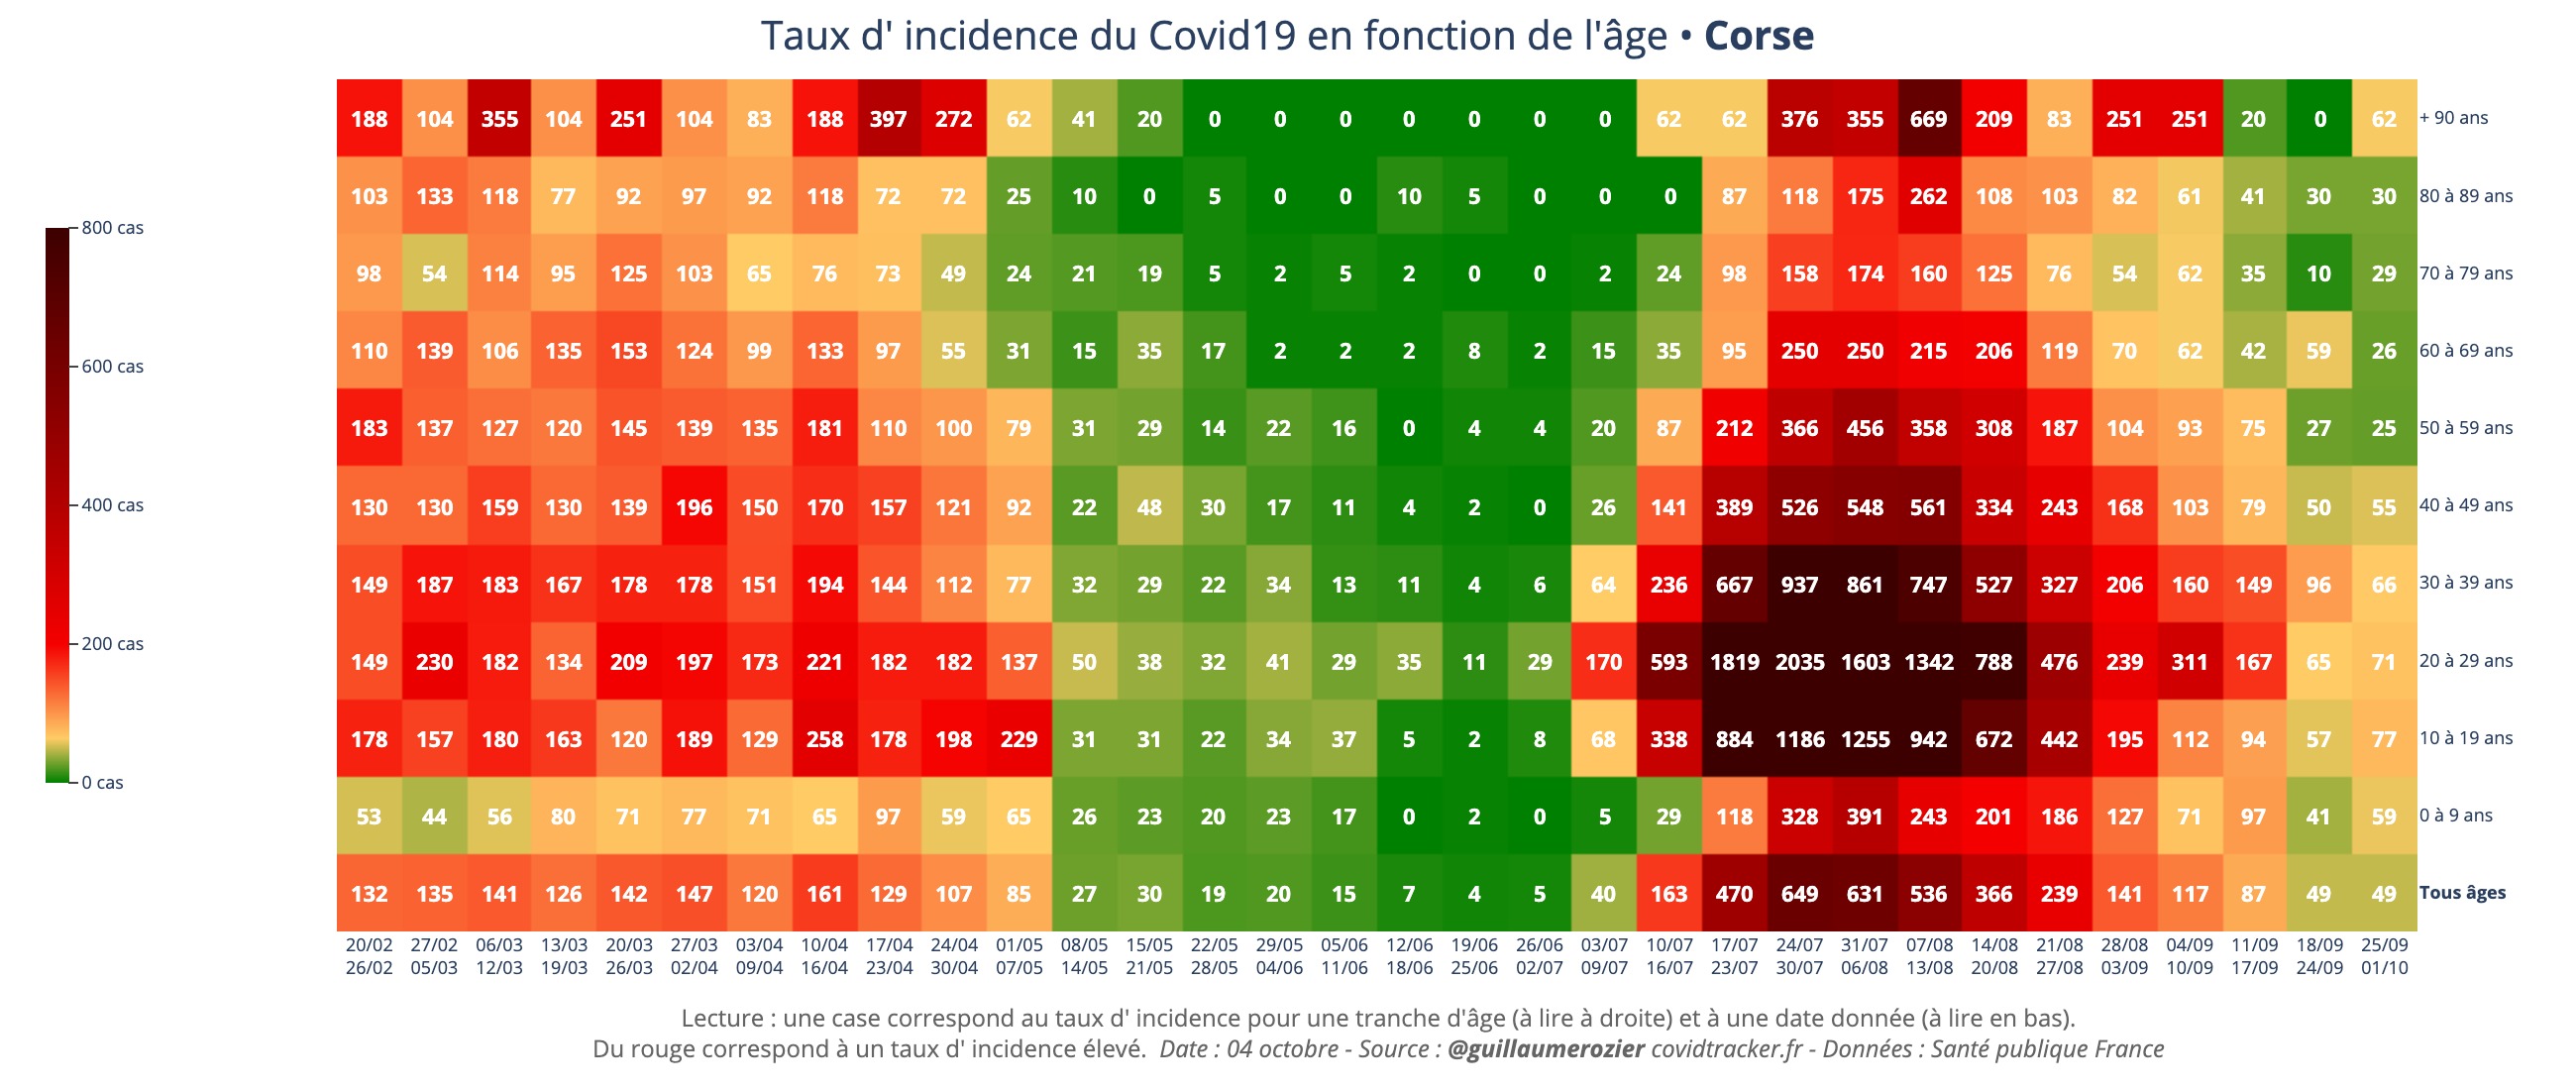 Taux d' incidence du Covid19 en fonction de l'âge • Corse
188 104 355 104 251 104 83 188 397 272 62 41 20 0 0 0 0 0 0 0 62 62 376 355 669 209 83 251 251 20 0 62 + 90 ans
103 133 118 77 92 97 92 118 72 72 25 10 0 5 0 0 10 5 0 0 0 87 118 175 262 108 103 82 61 41 30 30 80 à 89 ans
800 cas
98 54 114 95 125 103 65 76 73 49 24 21 19 5 2 5 2 0 0 2 24 98 158 174 160 125 76 54 62 35 10 29 70 à 79 ans
110 139 106 135 153 124 99 133 97 55 31 15 35 17 2 2 2 8 2 15 35 95 250 250 215 206 119 70 62 42 59 26 60 à 69 ans
600 cas
183 137 127 120 145 139 135 181 110 100 79 31 29 14 22 16 0 4 4 20 87 212 366 456 358 308 187 104 93 75 27 25 50 à 59 ans
400 cas
130 130 159 130 139 196 150 170 157 121 92 22 48 30 17 11 4 2 0 26 141 389 526 548 561 334 243 168 103 79 50 55 40 à 49 ans
149 187 183 167 178 178 151 194 144 112 77 32 29 22 34 13 11 4 6 64 236 667 937 861 747 527 327 206 160 149 96 66 30 à 39 ans
200 cas
149 230 182 134 209 197 173 221 182 182 137 50 38 32 41 29 35 11 29 170 593 1819 2035 1603 1342 788 476 239 311 167 65 71 20 à 29 ans
178 157 180 163 120 189 129 258 178 198 229 31 31 22 34 37 5 2 8 68 338 884 1186 1255 942 672 442 195 112 94 57 77 10 à 19 ans
0 cas
53 44 56 80 71 77 71 65 97 59 65 26 23 20 23 17 0 2 0 5 29 118 328 391 243 201 186 127 71 97 41 59 0 à 9 ans
132 135 141 126 142 147 120 161 129 107 85 27 30 19 20 15 7 4 5 40 163 470 649 631 536 366 239 141 117 87 49 49 Tous âges
20/02 27/02 06/03 13/03 20/03 27/03 03/04 10/04 17/04 24/04 01/05 08/05 15/05 22/05 29/05 05/06 12/06 19/06 26/06 03/07 10/07 17/07 24/07 31/07 07/08 14/08 21/08 28/08 04/09 11/09 18/09 25/09
26/02 05/03 12/03 19/03 26/03 02/04 09/04 16/04 23/04 30/04 07/05 14/05 21/05 28/05 04/06 11/06 18/06 25/06 02/07 09/07 16/07 23/07 30/07 06/08 13/08 20/08 27/08 03/09 10/09 17/09 24/09 01/10
Lecture : une case correspond au taux d' incidence pour une tranche d'âge (à lire à droite) et à une date donnée (à lire en bas).
Du rouge correspond à un taux d' incidence élevé. Date : 04 octobre - Source : @guillaumerozier covidtracker.fr - Données : Santé publique France